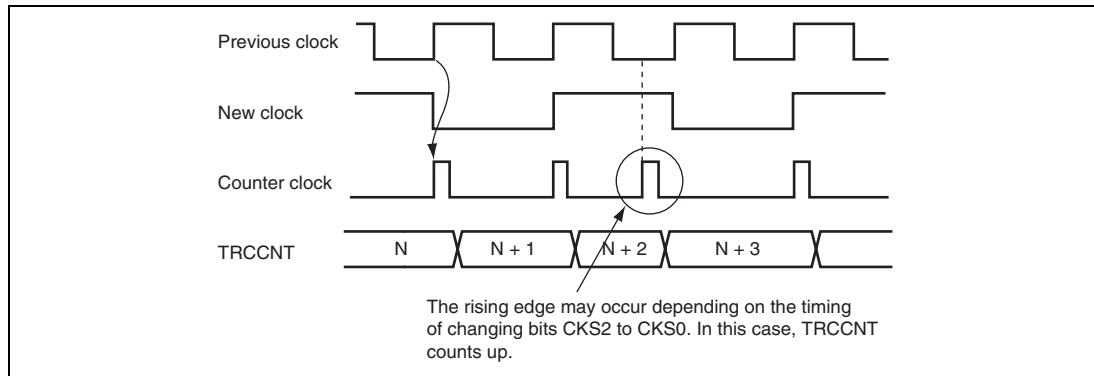 Previous clock
New clock
Counter clock
TRCCNT
N
N + 1
N + 2
N + 3
The rising edge may occur depending on the timing
of changing bits CKS2 to CKS0. In this case, TRCCNT
counts up.